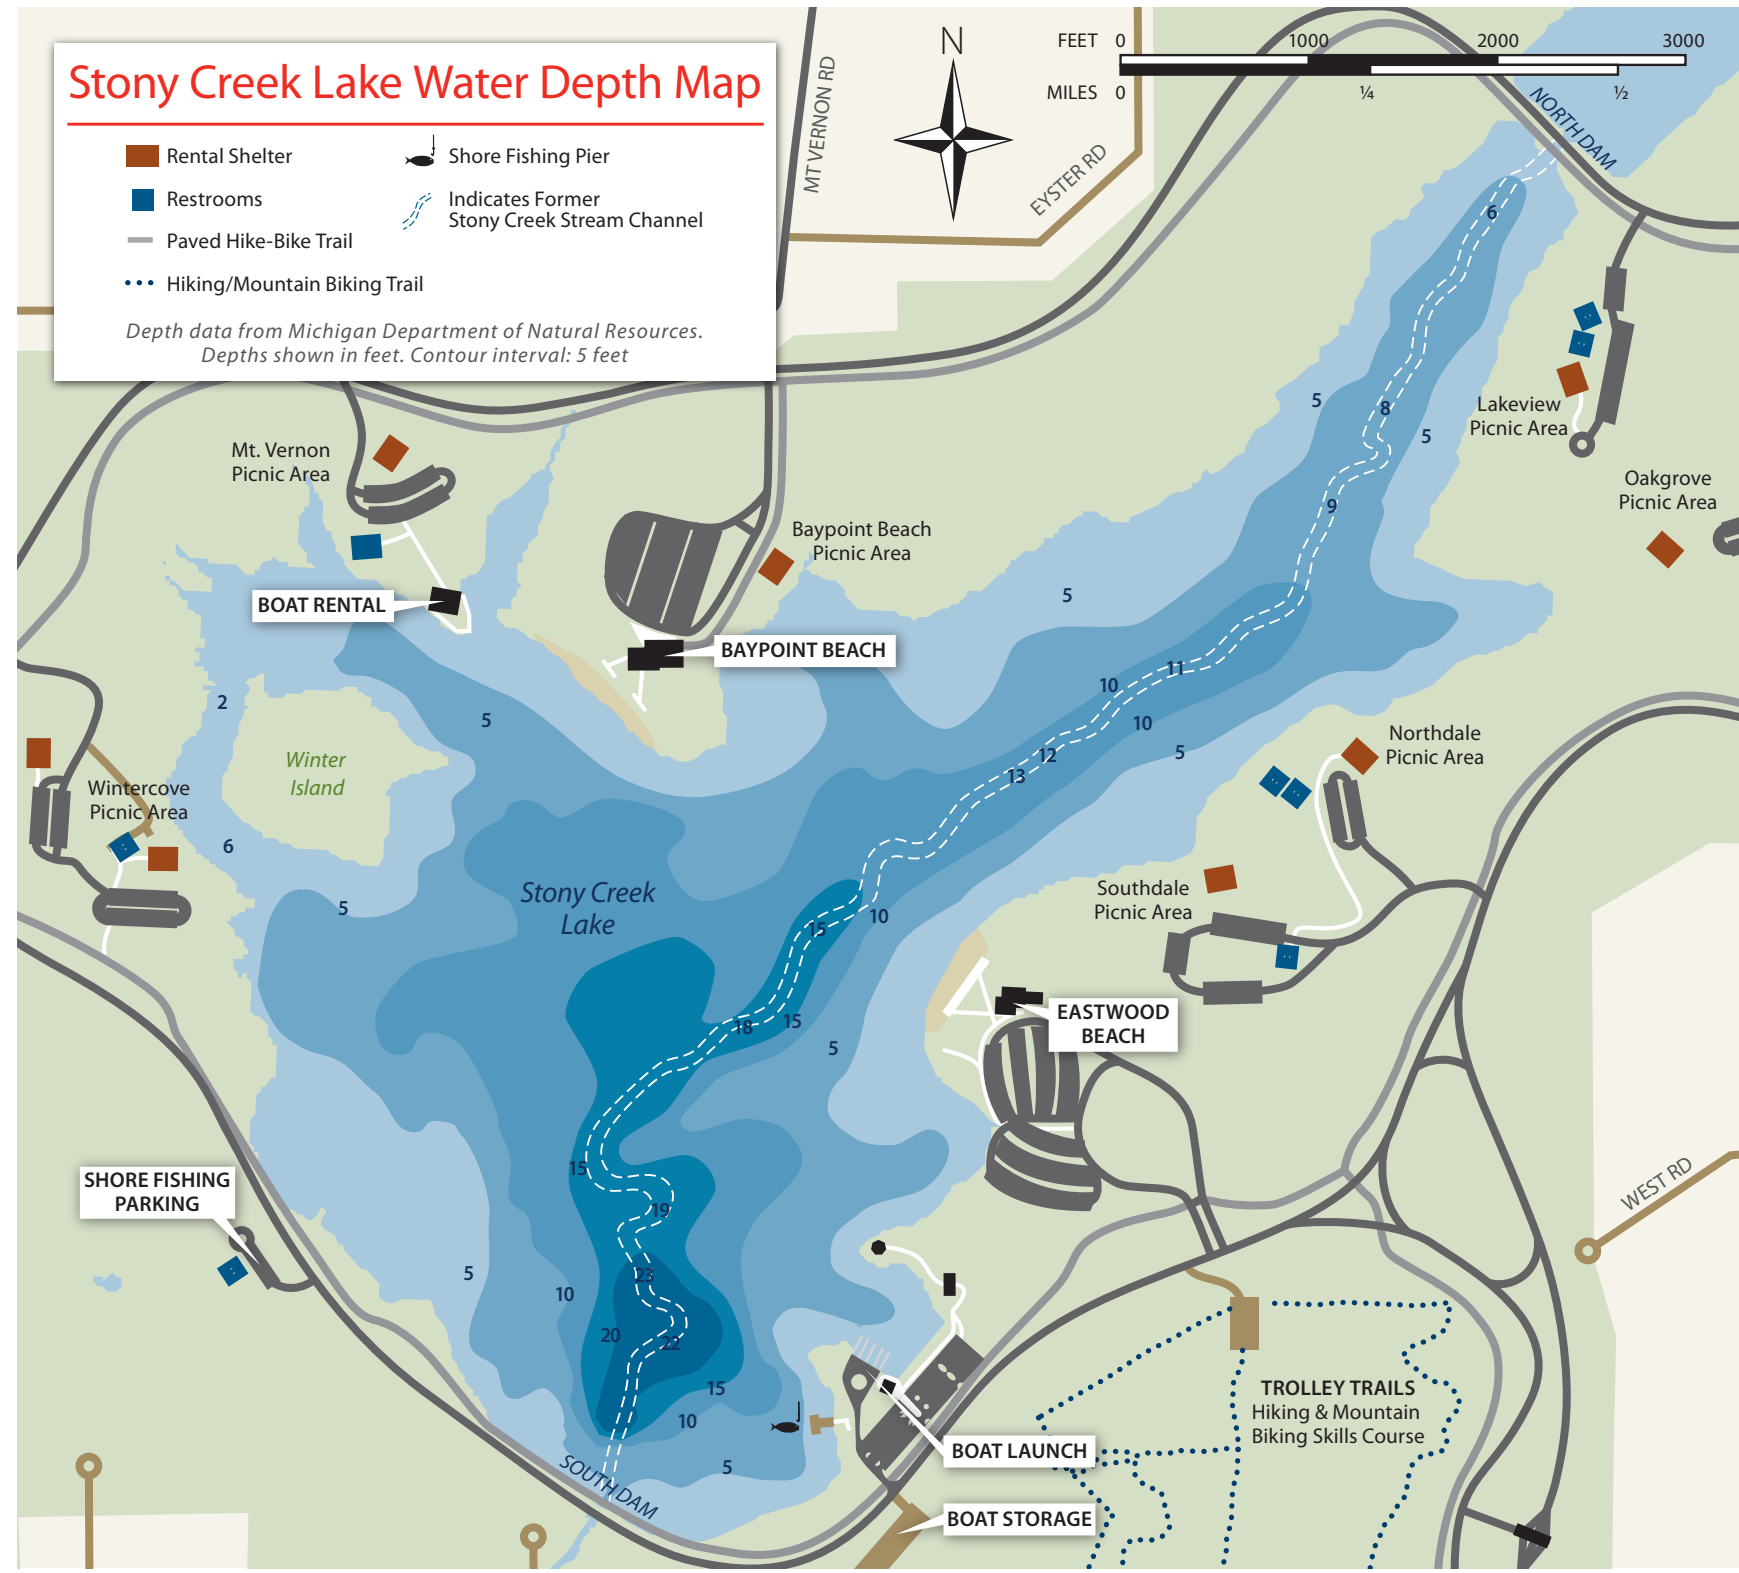 Stony Creek Lake Water Depth Map
Rental Shelter
Restrooms
Paved Hike-Bike Trail
Hiking/Mountain Biking Trail
Shore Fishing Pier
Indicates Former
Stony Creek Stream Channel
Depth data from Michigan Department of Natural Resources.
Depths shown in feet. Contour interval: 5 feet
N
FEET 0 1000 2000 3000
MILES 0 ¼ ½
MT VERNON RD
EYSTER RD
NORTH DAM
6
5
8
5
9
Lakeview
Picnic Area
Oakgrove
Picnic Area
Mt. Vernon
Picnic Area
Baypoint Beach
Picnic Area
BOAT RENTAL
BAYPOINT BEACH
5
11
10
10
12
5
13
2
5
Winter
Island
Wintercove
Picnic Area
6
5
Northdale
Picnic Area
Southdale
Picnic Area
Stony Creek
Lake
15
10
18
15
5
EASTWOOD
BEACH
SHORE FISHING
PARKING
15
19
WEST RD
5
10
23
20
22
15
10
5
SOUTH DAM
TROLLEY TRAILS
Hiking & Mountain
Biking Skills Course
BOAT LAUNCH
BOAT STORAGE